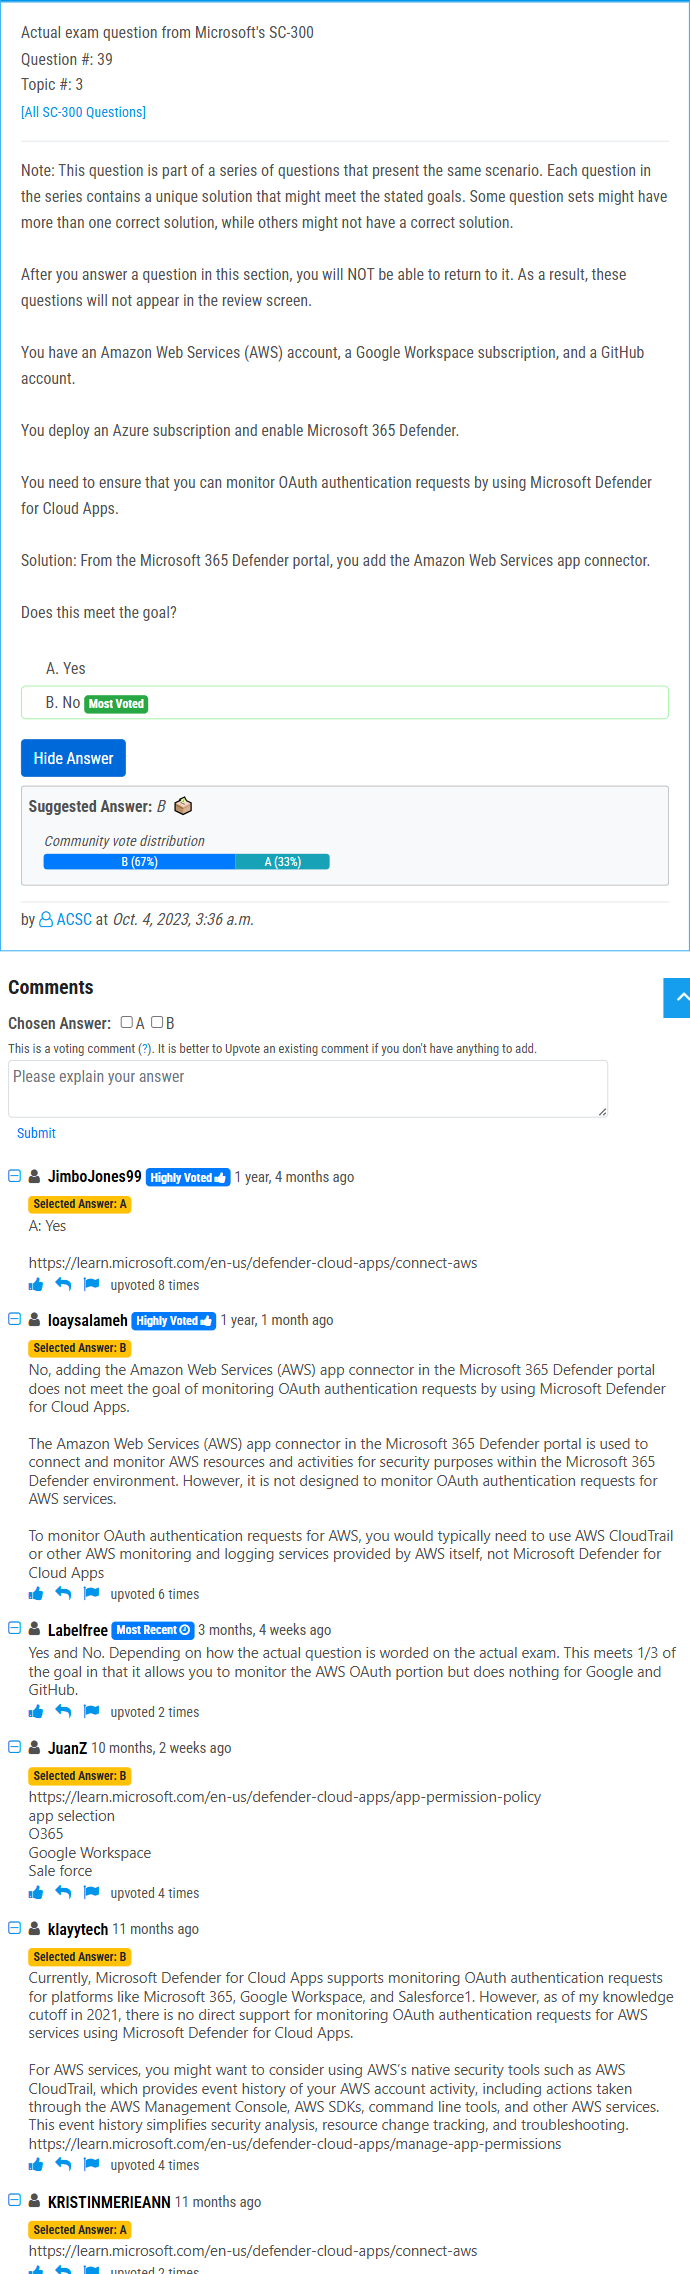 Actual exam question from Microsoft's SC-300
Question #: 39
Topic #: 3
[All SC-300 Questions]
Note: This question is part of a series of questions that present the same scenario. Each question in
the series contains a unique solution that might meet the stated goals. Some question sets might have
more than one correct solution, while others might not have a correct solution.
After you answer a question in this section, you will NOT be able to return to it. As a result, these
questions will not appear in the review screen.
You have an Amazon Web Services (AWS) account, a Google Workspace subscription, and a GitHub
account.
You deploy an Azure subscription and enable Microsoft 365 Defender.
You need to ensure that you can monitor OAuth authentication requests by using Microsoft Defender
for Cloud Apps.
Solution: From the Microsoft 365 Defender portal, you add the Amazon Web Services app connector.
Does this meet the goal?
A. Yes
B. No Most Voted
Hide Answer
Suggested Answer: B
Community vote distribution
B (67%) A (33%)
by ACSC at Oct. 4, 2023, 3:36 a.m.
Comments
Chosen Answer: A B
This is a voting comment (?). It is better to Upvote an existing comment if you don't have anything to add.
Please explain your answer
Submit
JimboJones99 Highly Voted 1 year, 4 months ago
Selected Answer: A
A: Yes
https://learn.microsoft.com/en-us/defender-cloud-apps/connect-aws
upvoted 8 times
loaysalameh Highly Voted 1 year, 1 month ago
Selected Answer: B
No, adding the Amazon Web Services (AWS) app connector in the Microsoft 365 Defender portal
does not meet the goal of monitoring OAuth authentication requests by using Microsoft Defender
for Cloud Apps.
The Amazon Web Services (AWS) app connector in the Microsoft 365 Defender portal is used to
connect and monitor AWS resources and activities for security purposes within the Microsoft 365
Defender environment. However, it is not designed to monitor OAuth authentication requests for
AWS services.
To monitor OAuth authentication requests for AWS, you would typically need to use AWS CloudTrail
or other AWS monitoring and logging services provided by AWS itself, not Microsoft Defender for
Cloud Apps
upvoted 6 times
Labelfree Most Recent 3 months, 4 weeks ago
Yes and No. Depending on how the actual question is worded on the actual exam. This meets 1/3 of
the goal in that it allows you to monitor the AWS OAuth portion but does nothing for Google and
GitHub.
upvoted 2 times
JuanZ 10 months, 2 weeks ago
Selected Answer: B
https://learn.microsoft.com/en-us/defender-cloud-apps/app-permission-policy
app selection
O365
Google Workspace
Sale force
upvoted 4 times
klayytech 11 months ago
Selected Answer: B
Currently, Microsoft Defender for Cloud Apps supports monitoring OAuth authentication requests
for platforms like Microsoft 365, Google Workspace, and Salesforce1. However, as of my knowledge
cutoff in 2021, there is no direct support for monitoring OAuth authentication requests for AWS
services using Microsoft Defender for Cloud Apps.
For AWS services, you might want to consider using AWS’s native security tools such as AWS
CloudTrail, which provides event history of your AWS account activity, including actions taken
through the AWS Management Console, AWS SDKs, command line tools, and other AWS services.
This event history simplifies security analysis, resource change tracking, and troubleshooting.
https://learn.microsoft.com/en-us/defender-cloud-apps/manage-app-permissions
upvoted 4 times
KRISTINMERIEANN 11 months ago
Selected Answer: A
https://learn.microsoft.com/en-us/defender-cloud-apps/connect-aws
upvoted 2 times